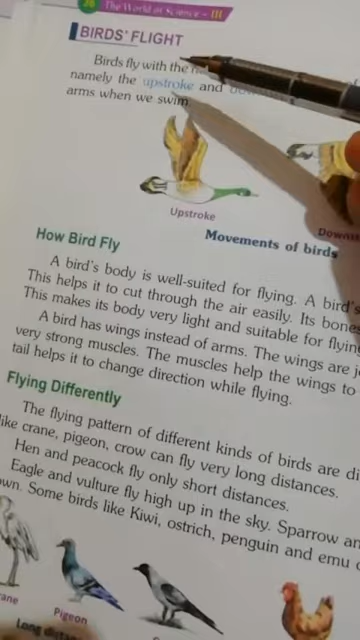 26 The World of Science - III
BIRDS' FLIGHT
Birds fly with the
namely the upstroke and
arms when we swim
Upstroke
Movements of birds
How Bird Fly
A bird's body is well-suited for flying. A bird's
This helps it to cut through the air easily. Its bones
This makes its body very light and suitable for flying
A bird has wings instead of arms. The wings are
very strong muscles. The muscles help the wings to
tail helps it to change direction while flying.
Flying Differently
The flying pattern of different kinds of birds are
like crane, pigeon, crow can fly very long distances.
Hen and peacock fly only short distances.
Eagle and vulture fly high up in the sky. Sparrow
Some birds like Kiwi, ostrich, penguin and emu
Pigeon
Long